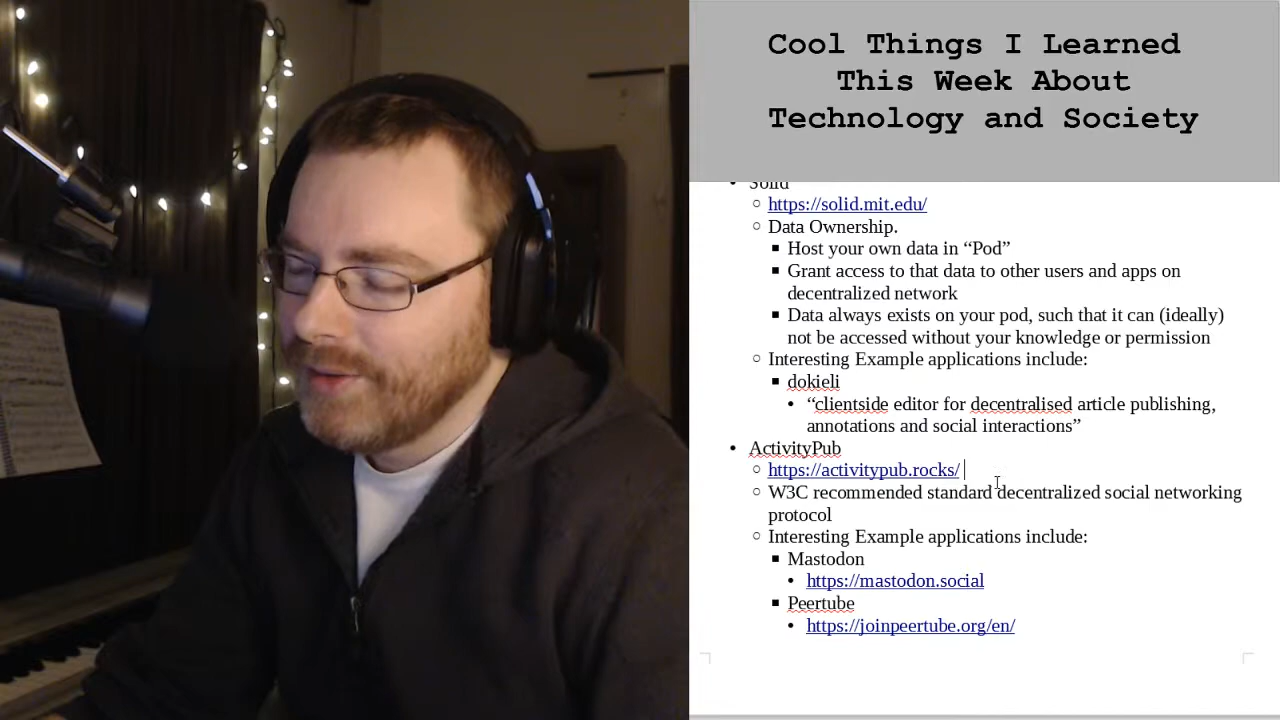 Cool Things I Learned
This Week About
Technology and Society
Solid
https://solid.mit.edu/
Data Ownership.
Host your own data in “Pod”
Grant access to that data to other users and apps on
decentralized network
Data always exists on your pod, such that it can (ideally)
not be accessed without your knowledge or permission
Interesting Example applications include:
dokieli
“clientside editor for decentralised article publishing,
annotations and social interactions”
ActivityPub
https://activitypub.rocks/
W3C recommended standard decentralized social networking
protocol
Interesting Example applications include:
Mastodon
https://mastodon.social
Peertube
https://joinpeertube.org/en/